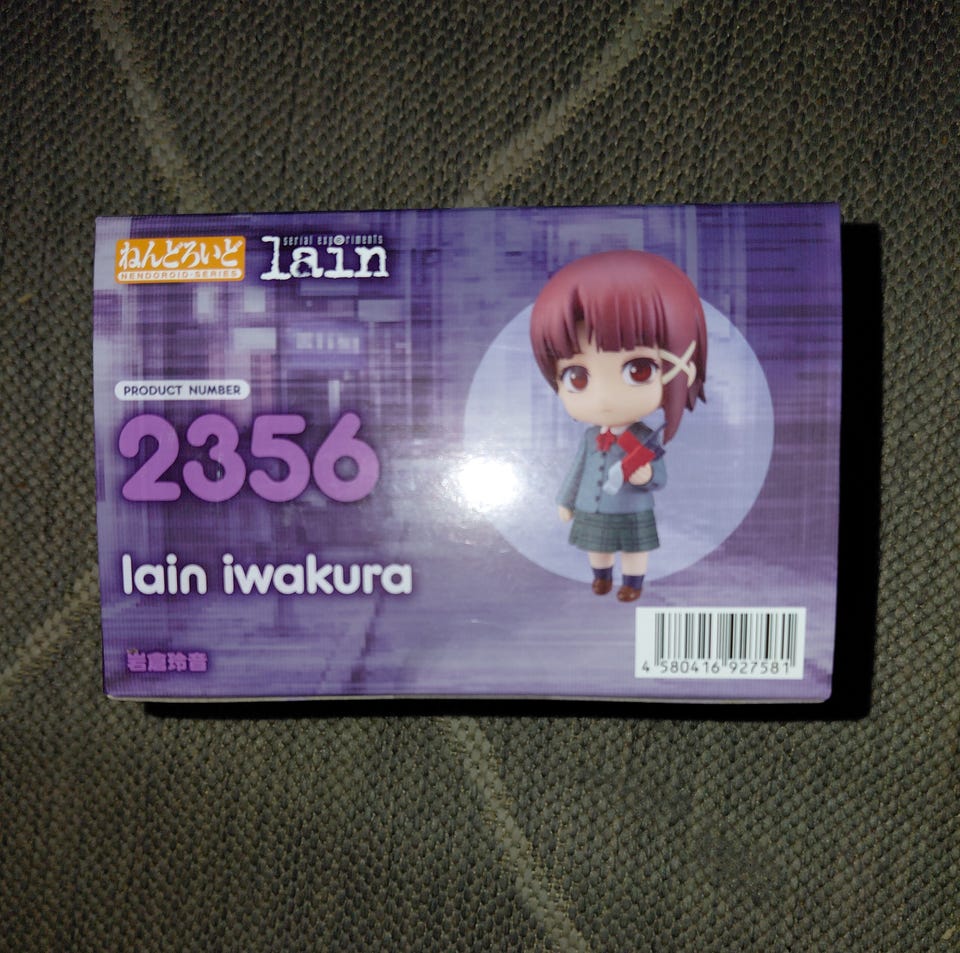 ねんどろいど
NENDOROID-SERIES
serial experiments
lain
PRODUCT NUMBER
2356
lain iwakura
岩倉玲音
4 580416 927581